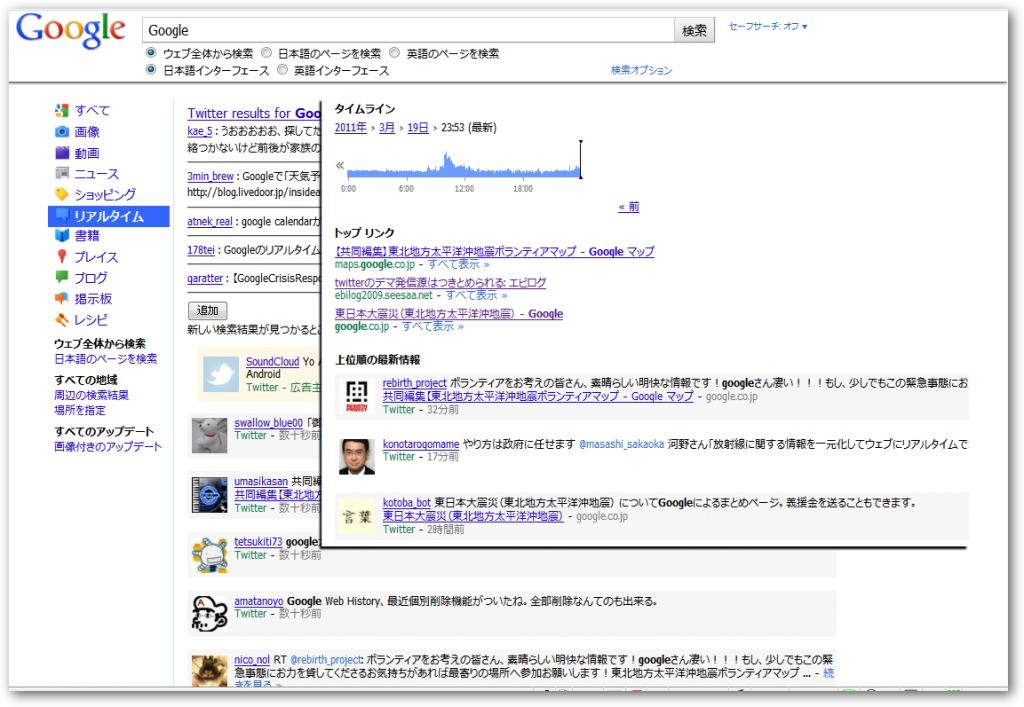 Google
Google
検索
セーフサーチ: オフ ▼
ウェブ全体から検索 日本語のページを検索 英語のページを検索
日本語インターフェース 英語インターフェース
検索オプション
すべて
画像
動画
ニュース
ショッピング
リアルタイム
書籍
プレイス
ブログ
掲示板
レシピ
ウェブ全体から検索
日本語のページを検索
すべての地域
周辺の検索結果
場所を指定
すべてのアップデート
画像付きのアップデート
Twitter results for Goo
kae_5 : うおおおおお、探してた
絡つかないけど前後が家族の
3min_brew : Googleで「天気予
http://blog.livedoor.jp/insidea
atnek_real : google calendarか
178tei : Googleのリアルタイム
qaratter : 【GoogleCrisisRespo
追加
新しい検索結果が見つかると
SoundCloud Yo A
Android
Twitter - 広告主
swallow_blue00 「御
Twitter - 数十秒前
umasikasan 共同編
共同編集【東北地方
Twitter - 数十秒前
tetsukiti73 google
Twitter - 数十秒前
amatanoyo Google Web History、最近個別削除機能がついたね。全部削除なんてのも出来る。
Twitter - 数十秒前
nico_nol RT @rebirth_project: ボランティアをお考えの皆さん、素晴らしい明快な情報です！googleさん凄い！！！もし、少しでもこの緊
急事態にお力を貸してくださるお気持ちがあれば最寄りの場所へ参加お願いします！東北地方太平洋沖地震ボランティアマップ ... - 続
きを見る »
タイムライン
2011年 › 3月 › 19日 › 23:53 (最新)
«
0:00 6:00 12:00 18:00
« 前
トップ リンク
【共同編集】東北地方太平洋沖地震ボランティアマップ - Google マップ
maps.google.co.jp - すべて表示 »
twitterのデマ発信源はつきとめられる: エビログ
ebilog2009.seesaa.net - すべて表示 »
東日本大震災（東北地方太平洋沖地震） - Google
google.co.jp - すべて表示 »
上位順の最新情報
rebirth_project ボランティアをお考えの皆さん、素晴らしい明快な情報です！googleさん凄い！！！もし、少しでもこの緊急事態にお
共同編集【東北地方太平洋沖地震ボランティアマップ - Google マップ - google.co.jp
Twitter - 32分前
konotarogomame やり方は政府に任せます @masashi_sakaoka 河野さん「放射線に関する情報を一元化してウェブにリアルタイムで
Twitter - 17分前
言葉
kotoba_bot 東日本大震災（東北地方太平洋沖地震） についてGoogleによるまとめページ。義援金を送ることもできます。
東日本大震災（東北地方太平洋沖地震） - google.co.jp
Twitter - 2時間前